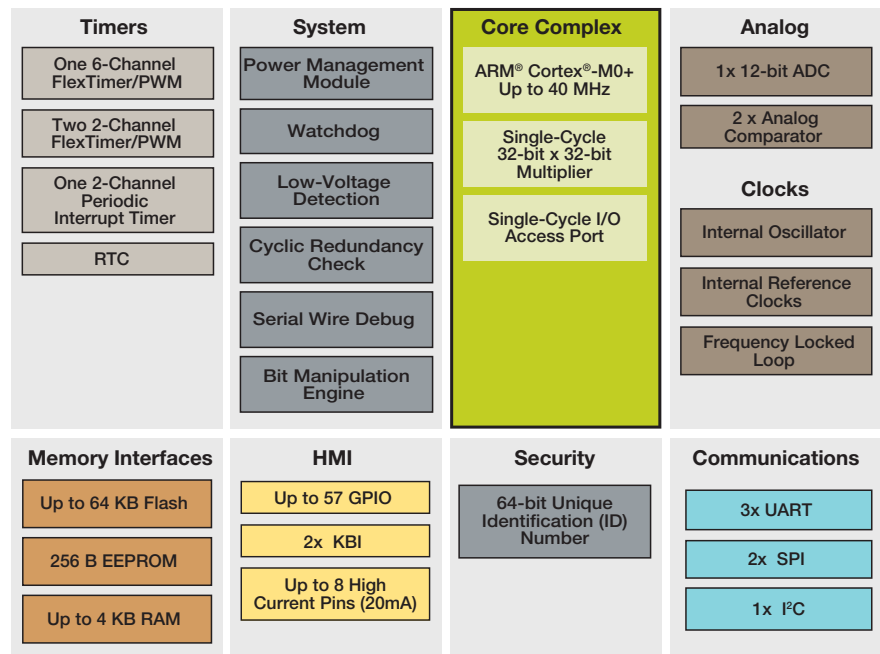 Timers
One 6-Channel
FlexTimer/PWM
Two 2-Channel
FlexTimer/PWM
One 2-Channel
Periodic
Interrupt Timer
RTC
System
Power Management
Module
Watchdog
Low-Voltage
Detection
Cyclic Redundancy
Check
Serial Wire Debug
Bit Manipulation
Engine
Core Complex
ARM® Cortex®-M0+
Up to 40 MHz
Single-Cycle
32-bit x 32-bit
Multiplier
Single-Cycle I/O
Access Port
Analog
1x 12-bit ADC
2 x Analog
Comparator
Clocks
Internal Oscillator
Internal Reference
Clocks
Frequency Locked
Loop
Memory Interfaces
Up to 64 KB Flash
256 B EEPROM
Up to 4 KB RAM
HMI
Up to 57 GPIO
2x KBI
Up to 8 High
Current Pins (20mA)
Security
64-bit Unique
Identification (ID)
Number
Communications
3x UART
2x SPI
1x I²C